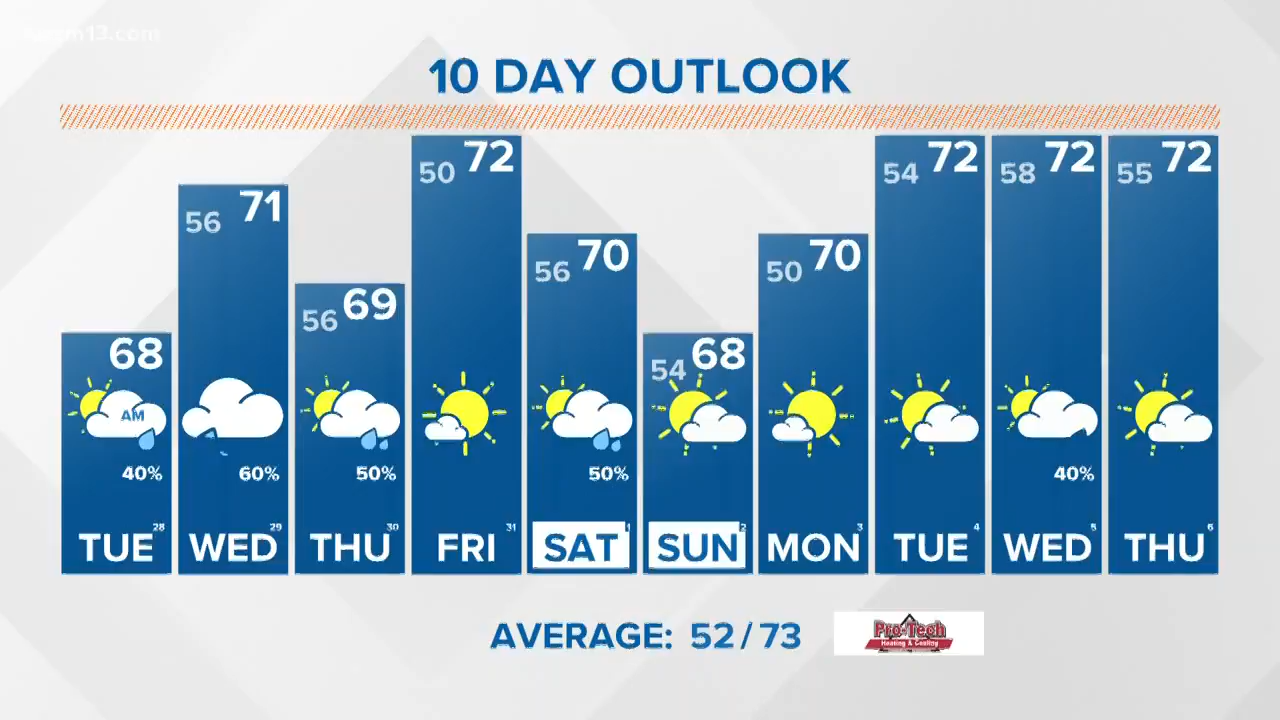 10 DAY OUTLOOK
68
AM
40%
TUE 28
56 71
60%
WED 29
56 69
50%
THU 30
50 72
FRI 31
56 70
50%
SAT 1
54 68
SUN 2
50 70
MON 3
54 72
TUE 4
58 72
40%
WED 5
55 72
THU 6
AVERAGE: 52/73
Pro-Tech
Heating & Cooling